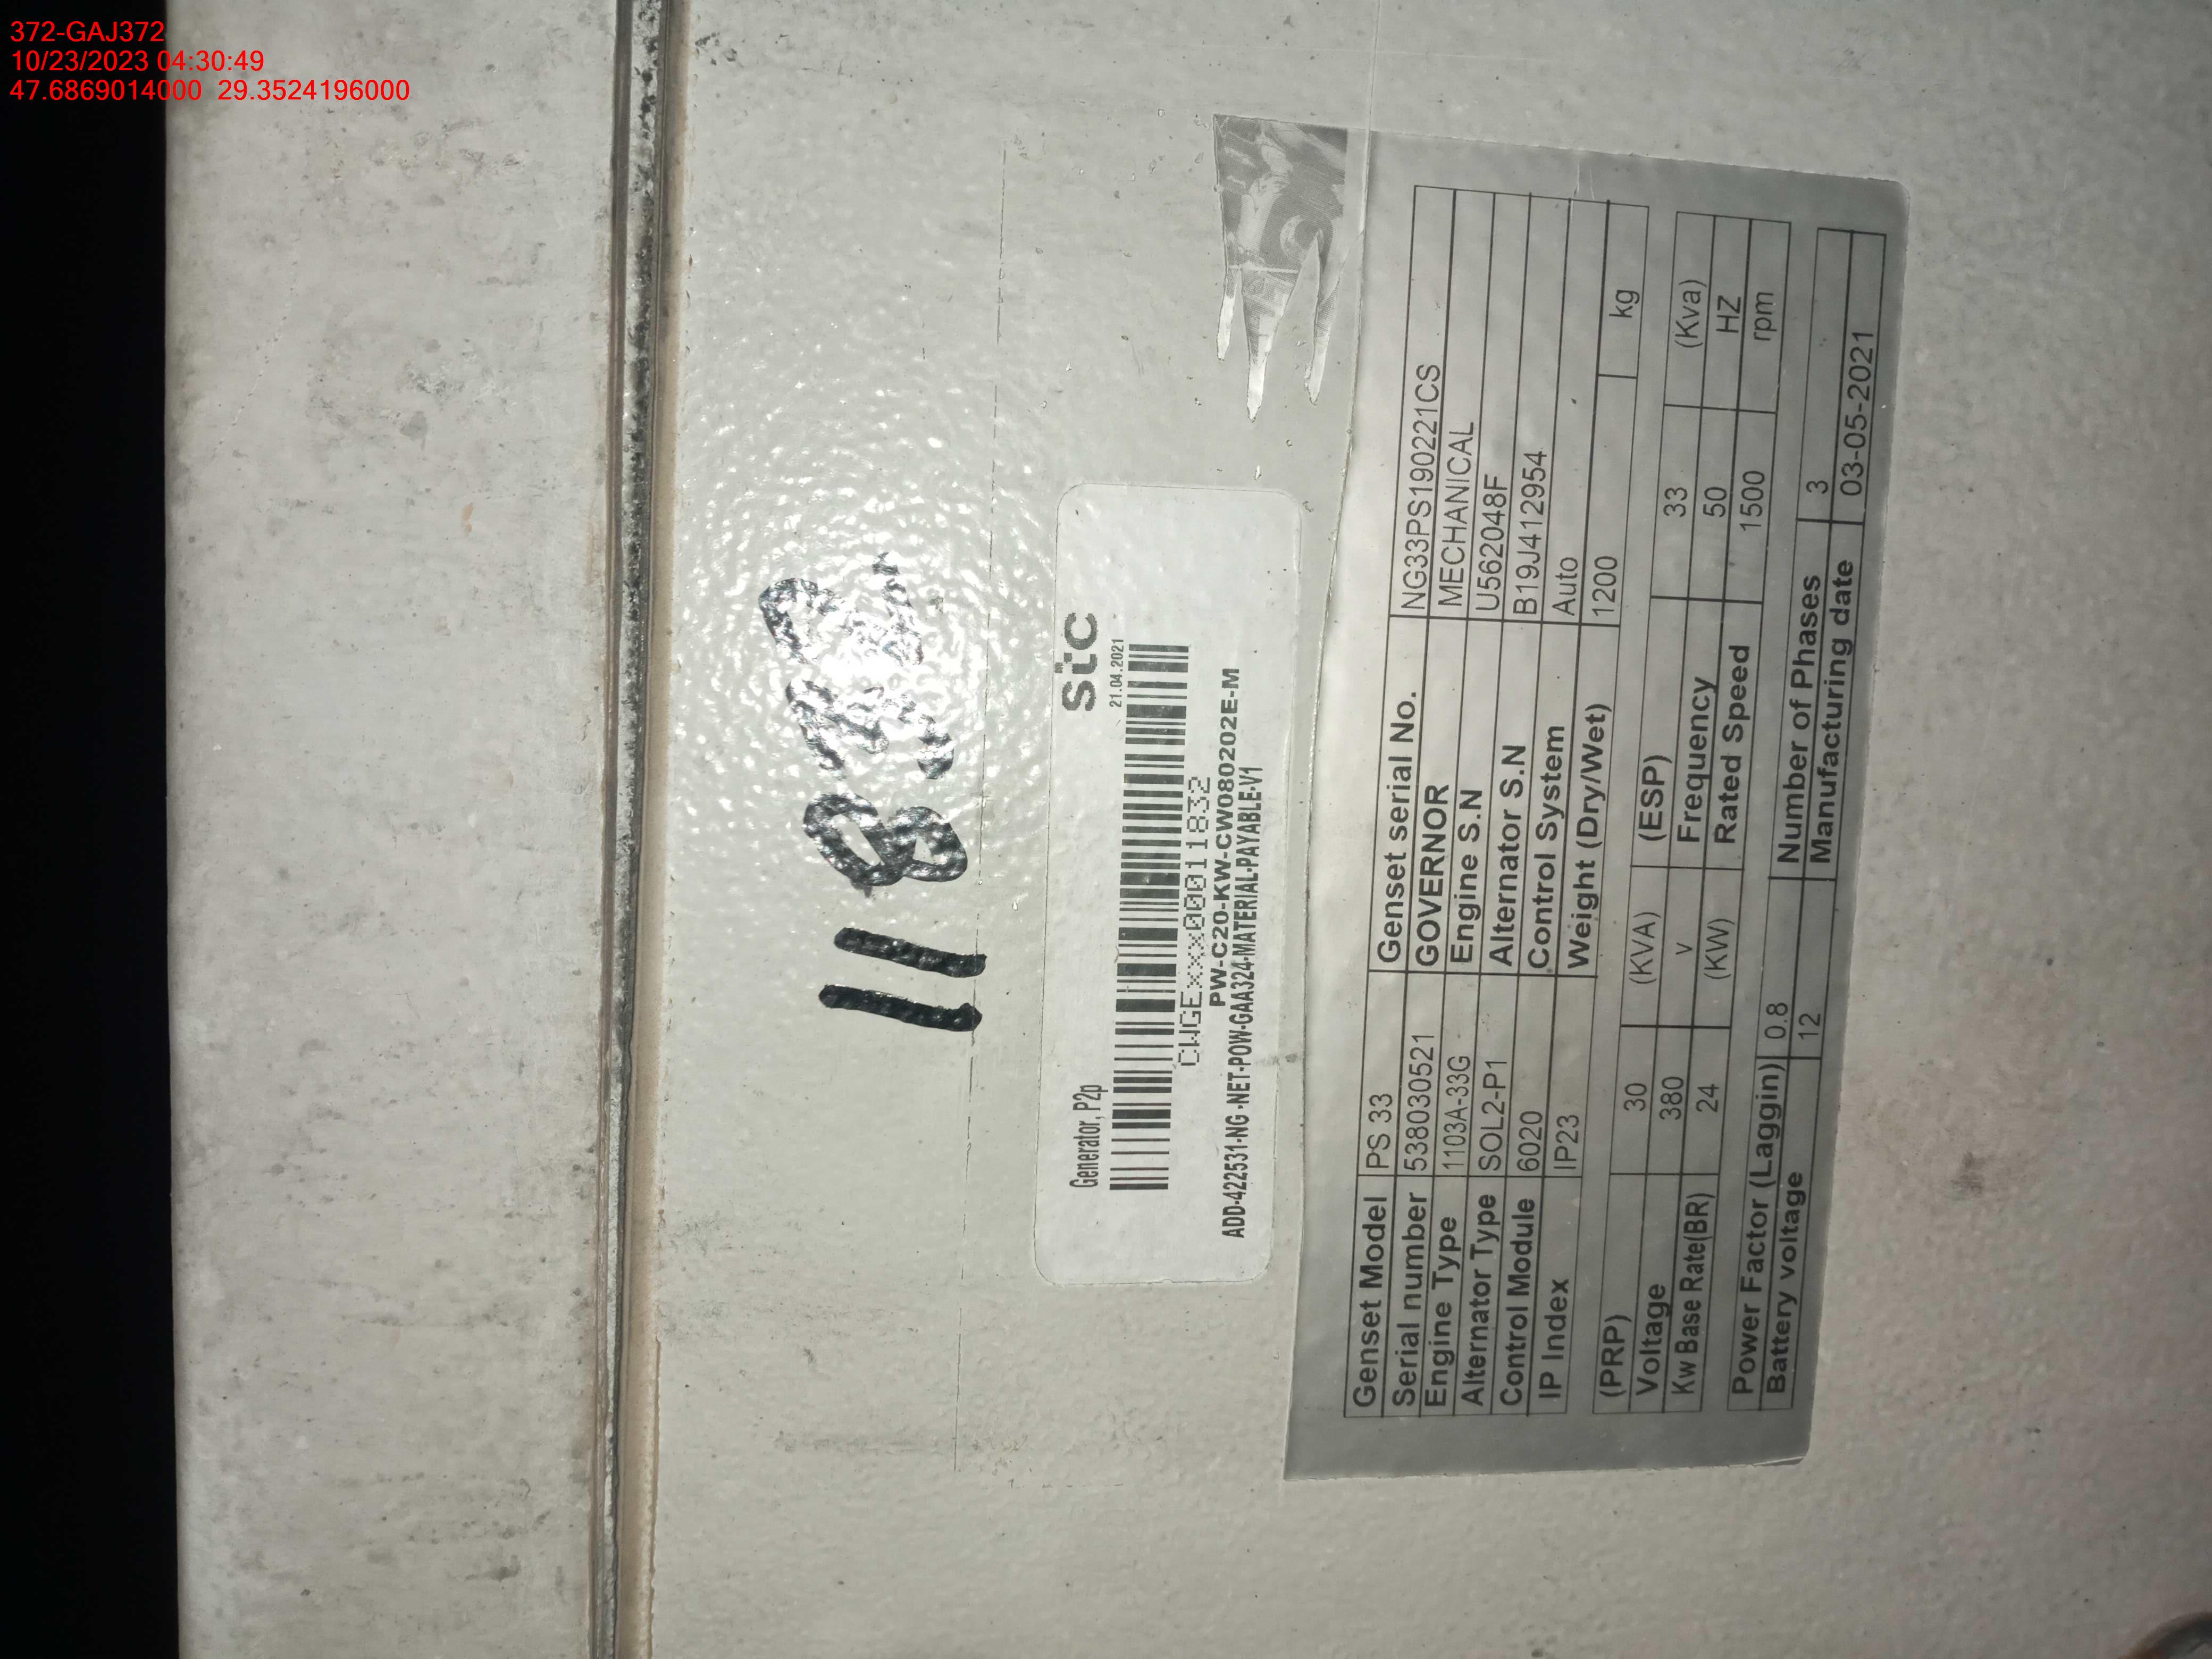 372-GAJ372
10/23/2023 04:30:49
47.6869014000 29.3524196000
11832
Generator, P2p
stc
21.04.2021
CWGExxx00011832
PW-C20-KW-CW080202E-M
ADD-422531-NG-NET-POW-GAA324-MATERIAL-PAYABLE-V1
Genset Model PS 33 Genset serial No. NG33PS190221CS
Serial number 5380030521 GOVERNOR MECHANICAL
Engine Type 1103A-33G Engine S.N U562048F
Alternator Type SOL2-P1 Alternator S.N B19J412954
Control Module 6020 Control System Auto
IP Index IP23 Weight (Dry/Wet) 1200 kg
(PRP) 30 (KVA) (ESP) 33 (Kva)
Voltage 380 V Frequency 50 HZ
Kw Base Rate(BR) 24 (KW) Rated Speed 1500 rpm
Power Factor (Laggin) 0.8 Number of Phases 3
Battery voltage 12 Manufacturing date 03-05-2021